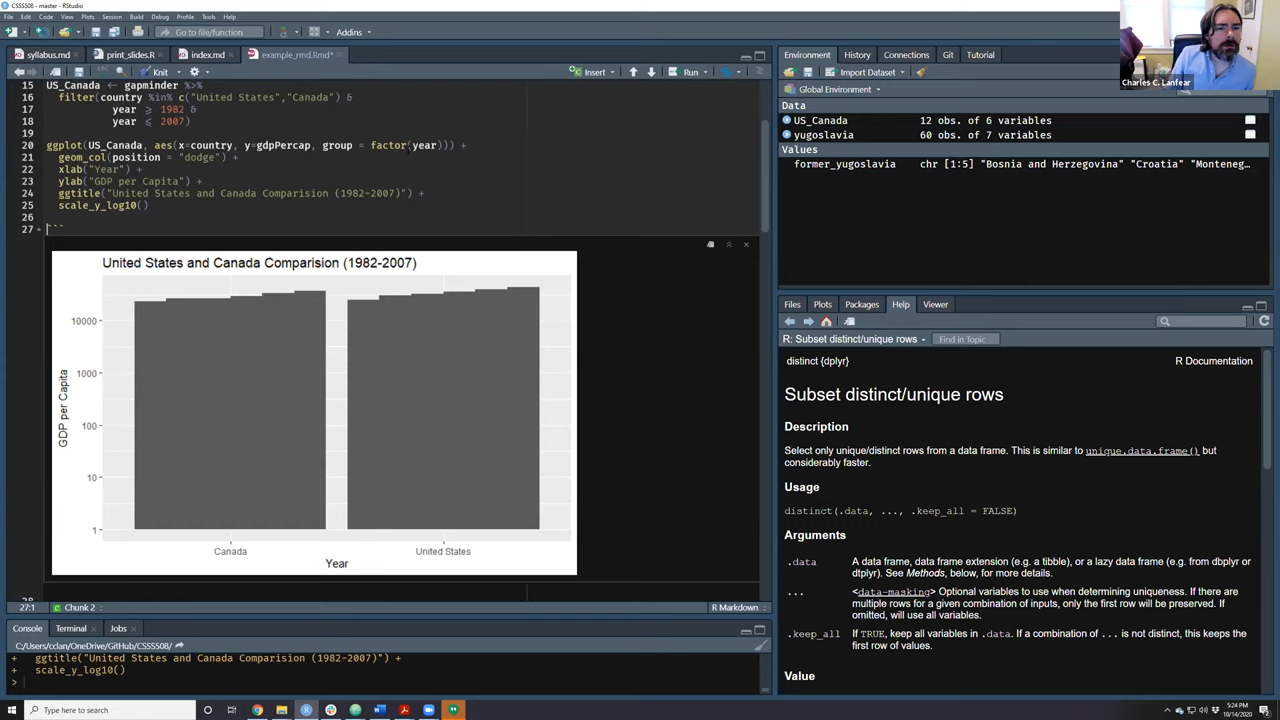 CSSS508 - master - RStudio
File Edit Code View Plots Session Build Debug Profile Tools Help
Go to file/function
Addins
syllabus.md
print_slides.R
index.md
example_rmd.Rmd*
Knit
Insert
Run
15 US_Canada ← gapminder %>%
16 filter(country %in% c("United States","Canada") &
17 year ≥ 1982 &
18 year ≤ 2007)
19
20 ggplot(US_Canada, aes(x=country, y=gdpPercap, group = factor(year))) +
21 geom_col(position = "dodge") +
22 xlab("Year") +
23 ylab("GDP per Capita") +
24 ggtitle("United States and Canada Comparision (1982-2007)") +
25 scale_y_log10()
26
27 ```
United States and Canada Comparision (1982-2007)
10000
1000
100
10
1
GDP per Capita
Canada
United States
Year
28
27:1
Chunk 2
R Markdown
Console
Terminal
Jobs
C:/Users/cclan/OneDrive/GitHub/CSSS508/
+ ggtitle("United States and Canada Comparision (1982-2007)") +
+ scale_y_log10()
>
Environment
History
Connections
Git
Tutorial
Import Dataset
Global Environment
Data
US_Canada 12 obs. of 6 variables
yugoslavia 60 obs. of 7 variables
Values
former_yugoslavia chr [1:5] "Bosnia and Herzegovina" "Croatia" "Monteneg…
Charles C. Lanfear
Files
Plots
Packages
Help
Viewer
R: Subset distinct/unique rows
Find in Topic
distinct {dplyr}
R Documentation
Subset distinct/unique rows
Description
Select only unique/distinct rows from a data frame. This is similar to unique.data.frame() but
considerably faster.
Usage
distinct(.data, ..., .keep_all = FALSE)
Arguments
.data A data frame, data frame extension (e.g. a tibble), or a lazy data frame (e.g. from dbplyr or
dtplyr). See Methods, below, for more details.
... <data-masking> Optional variables to use when determining uniqueness. If there are
multiple rows for a given combination of inputs, only the first row will be preserved. If
omitted, will use all variables.
.keep_all If TRUE, keep all variables in .data. If a combination of ... is not distinct, this keeps the
first row of values.
Value
Type here to search
5:24 PM
10/14/2020